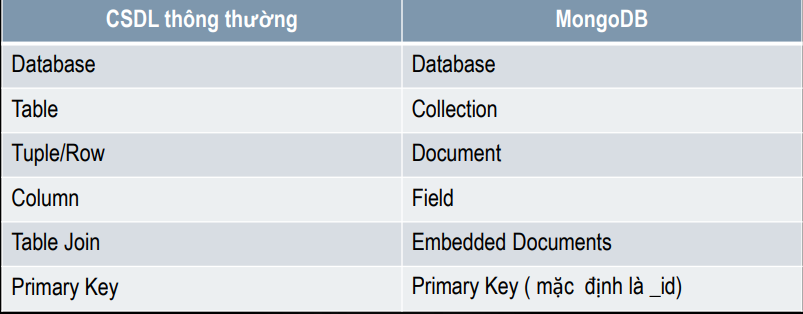 CSDL thông thường MongoDB
Database Database
Table Collection
Tuple/Row Document
Column Field
Table Join Embedded Documents
Primary Key Primary Key ( mặc định là _id)